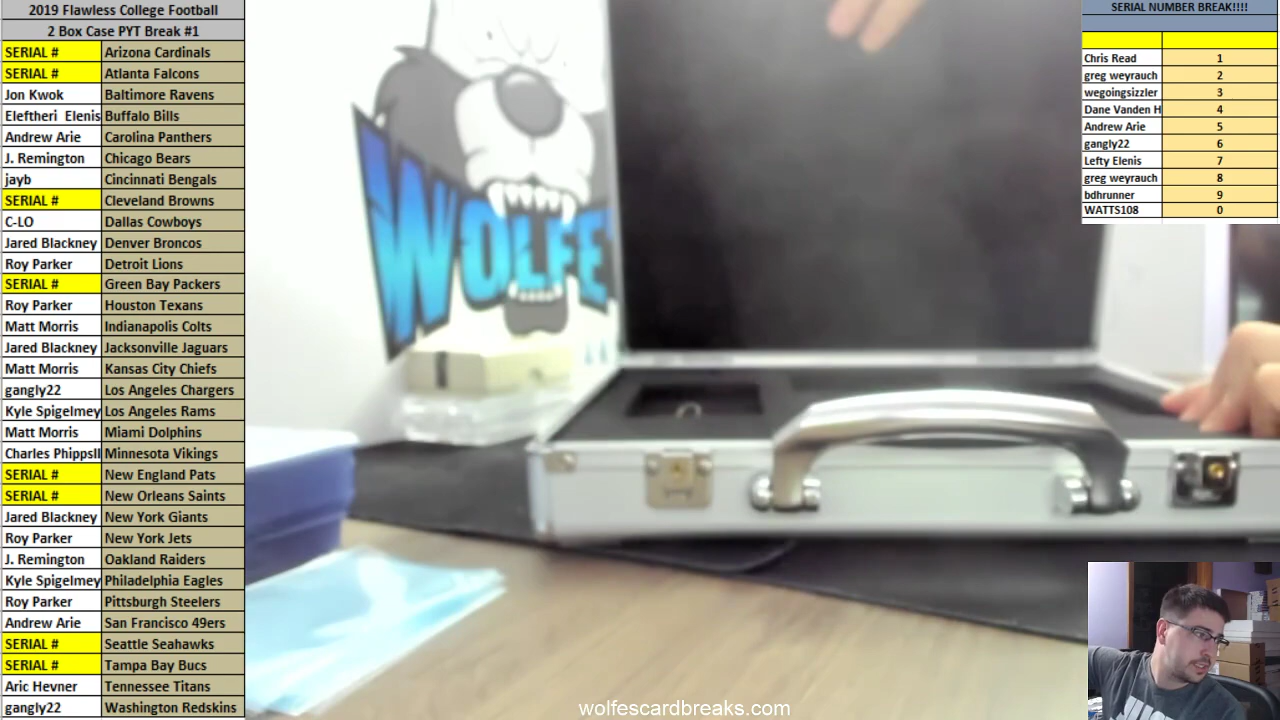 2019 Flawless College Football
2 Box Case PYT Break #1
SERIAL # Arizona Cardinals
SERIAL # Atlanta Falcons
Jon Kwok Baltimore Ravens
Eleftheri Elenis Buffalo Bills
Andrew Arie Carolina Panthers
J. Remington Chicago Bears
jayb Cincinnati Bengals
SERIAL # Cleveland Browns
C-LO Dallas Cowboys
Jared Blackney Denver Broncos
Roy Parker Detroit Lions
SERIAL # Green Bay Packers
Roy Parker Houston Texans
Matt Morris Indianapolis Colts
Jared Blackney Jacksonville Jaguars
Matt Morris Kansas City Chiefs
gangly22 Los Angeles Chargers
Kyle Spigelmey Los Angeles Rams
Matt Morris Miami Dolphins
Charles Phippsll Minnesota Vikings
SERIAL # New England Pats
SERIAL # New Orleans Saints
Jared Blackney New York Giants
Roy Parker New York Jets
J. Remington Oakland Raiders
Kyle Spigelmey Philadelphia Eagles
Roy Parker Pittsburgh Steelers
Andrew Arie San Francisco 49ers
SERIAL # Seattle Seahawks
SERIAL # Tampa Bay Bucs
Aric Hevner Tennessee Titans
gangly22 Washington Redskins
WOLFE
wolfescardbreaks.com
SERIAL NUMBER BREAK!!!!
Chris Read 1
greg weyrauch 2
wegoingsizzler 3
Dane Vanden H 4
Andrew Arie 5
gangly22 6
Lefty Elenis 7
greg weyrauch 8
bdhrunner 9
WATTS108 0